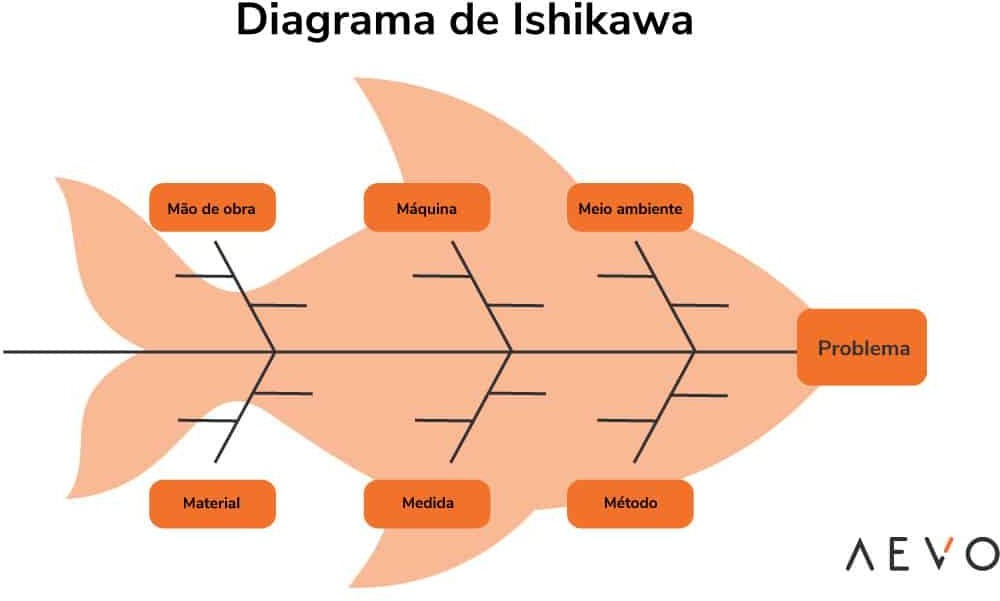 Diagrama de Ishikawa
Mão de obra
Máquina
Meio ambiente
Problema
Material
Medida
Método
AEVO